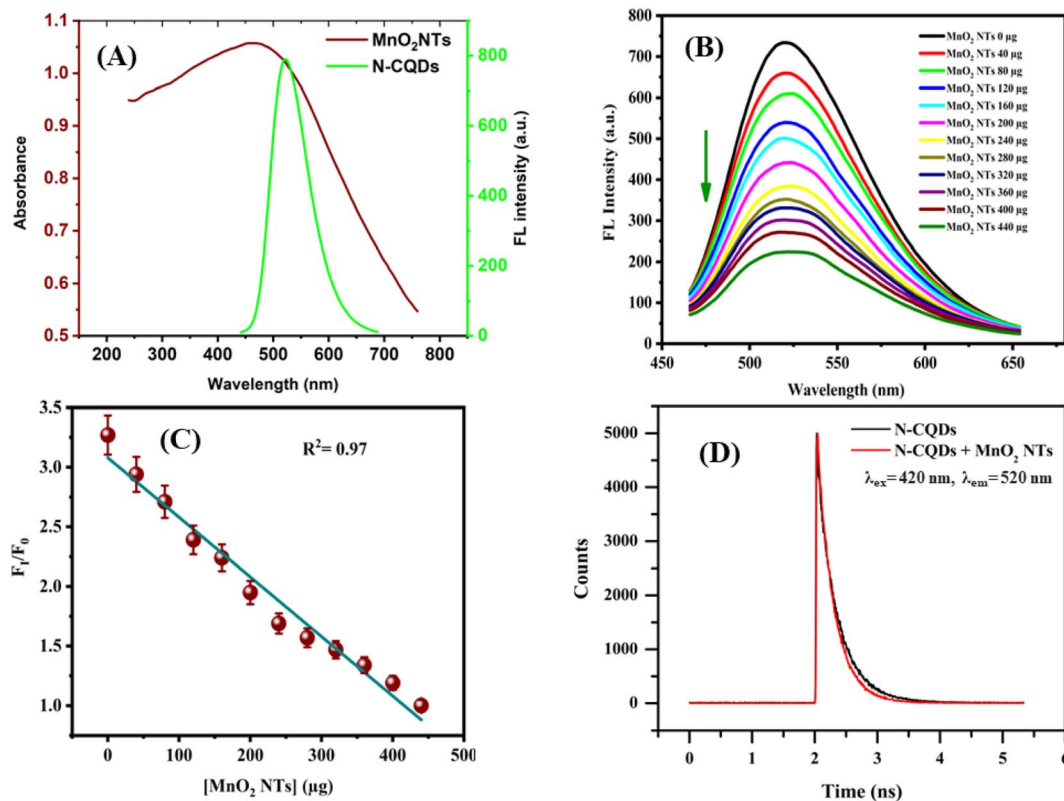 (A)
MnO₂NTs
N-CQDs
1.1
1.0
0.9
0.8
0.7
0.6
0.5
Absorbance
800
600
400
200
0
FL intensity (a.u.)
200 300 400 500 600 700 800
Wavelength (nm)
(B)
MnO₂ NTs 0 µg
MnO₂ NTs 40 µg
MnO₂ NTs 80 µg
MnO₂ NTs 120 µg
MnO₂ NTs 160 µg
MnO₂ NTs 200 µg
MnO₂ NTs 240 µg
MnO₂ NTs 280 µg
MnO₂ NTs 320 µg
MnO₂ NTs 360 µg
MnO₂ NTs 400 µg
MnO₂ NTs 440 µg
800
700
600
500
400
300
200
100
0
FL Intensity (a.u.)
450 500 550 600 650
Wavelength (nm)
(C)
R²= 0.97
3.5
3.0
2.5
2.0
1.5
1.0
0 100 200 300 400 500
[MnO₂ NTs] (µg)
(D)
N-CQDs
N-CQDs + MnO₂ NTs
λex= 420 nm, λem= 520 nm
5000
4000
3000
2000
1000
0
Counts
0 1 2 3 4 5 6
Time (ns)